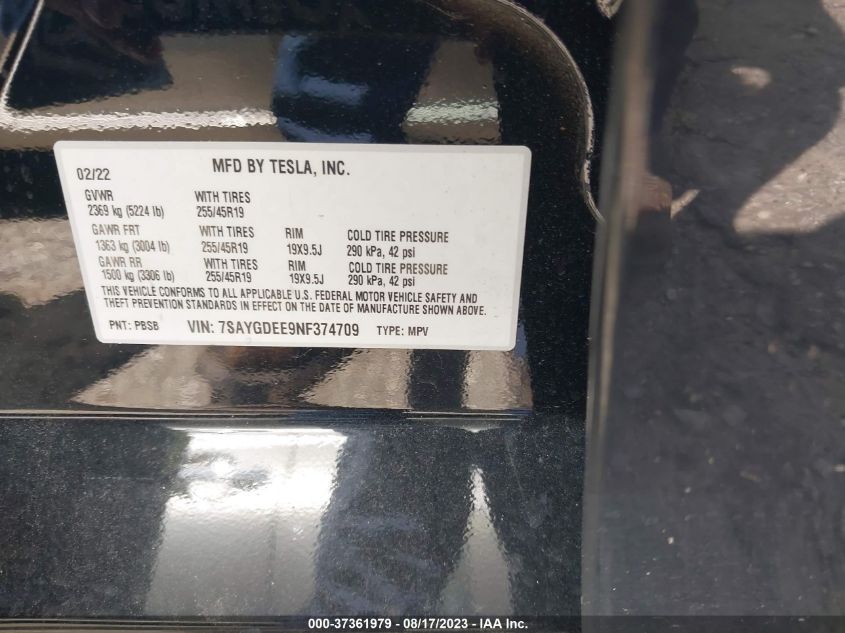 02/22 MFD BY TESLA, INC.
GVWR WITH TIRES
2369 kg (5224 lb) 255/45R19
GAWR FRT WITH TIRES RIM COLD TIRE PRESSURE
1363 kg (3004 lb) 255/45R19 19X9.5J 290 kPa, 42 psi
GAWR RR WITH TIRES RIM COLD TIRE PRESSURE
1500 kg (3306 lb) 255/45R19 19X9.5J 290 kPa, 42 psi
THIS VEHICLE CONFORMS TO ALL APPLICABLE U.S. FEDERAL MOTOR VEHICLE SAFETY AND
THEFT PREVENTION STANDARDS IN EFFECT ON THE DATE OF MANUFACTURE SHOWN ABOVE.
PNT: PBSB VIN: 7SAYGDEE9NF374709 TYPE: MPV
000-37361979 - 08/17/2023 - IAA Inc.